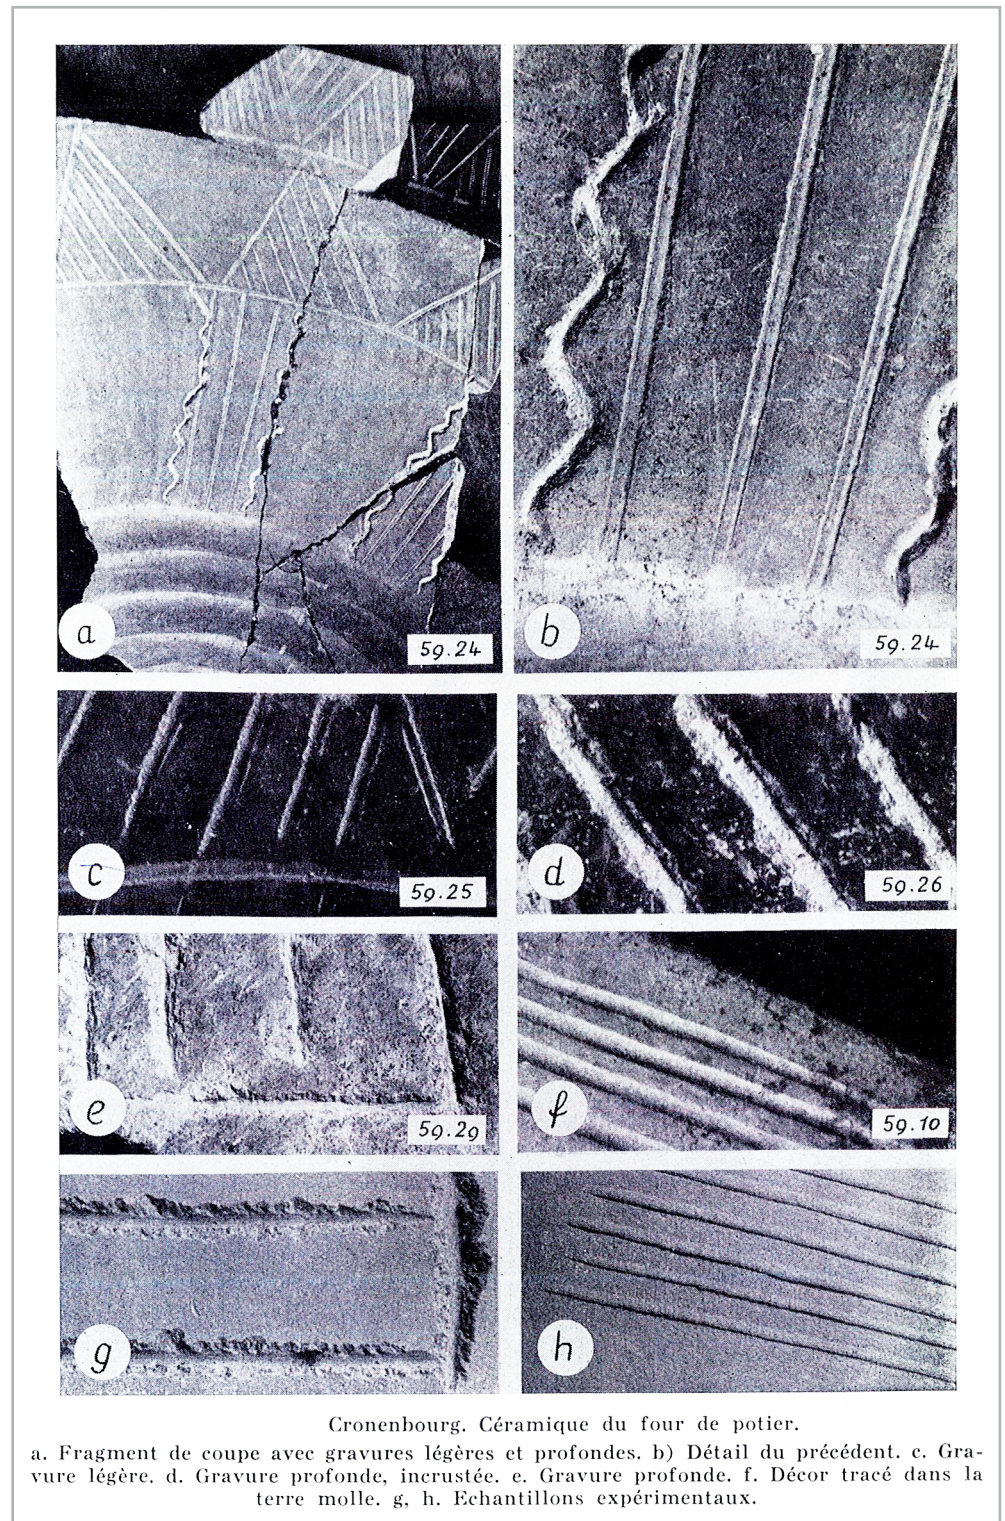 a
59.24
b
59.24
c
59.25
d
59.26
e
59.29
f
59.10
g
h
Cronenbourg. Céramique du four de potier.
a. Fragment de coupe avec gravures légères et profondes. b) Détail du précédent. c. Gra-
vure légère. d. Gravure profonde, incrustée. e. Gravure profonde. f. Décor tracé dans la
terre molle. g, h. Echantillons expérimentaux.